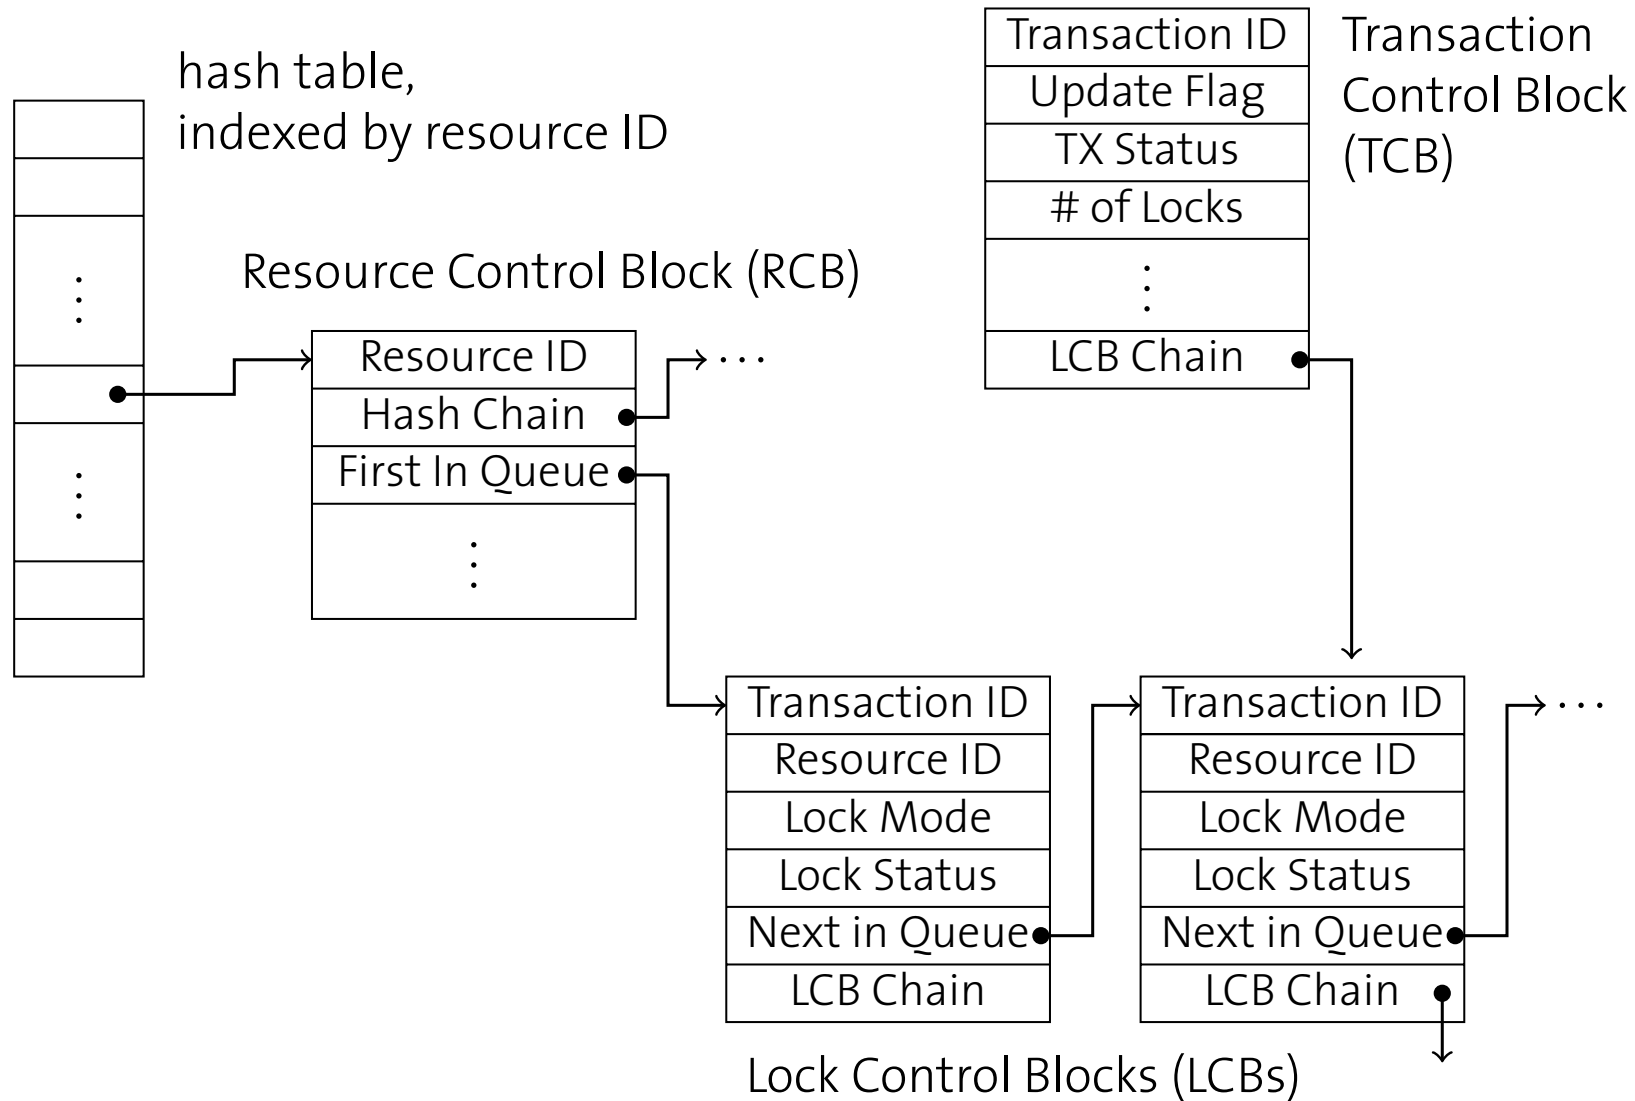 hash table,
indexed by resource ID
Transaction ID
Update Flag
TX Status
# of Locks
⋮
LCB Chain
Transaction
Control Block
(TCB)
⋮
⋮
Resource Control Block (RCB)
Resource ID
Hash Chain
First In Queue
⋮
···
Transaction ID
Resource ID
Lock Mode
Lock Status
Next in Queue
LCB Chain
Transaction ID
Resource ID
Lock Mode
Lock Status
Next in Queue
LCB Chain
···
Lock Control Blocks (LCBs)